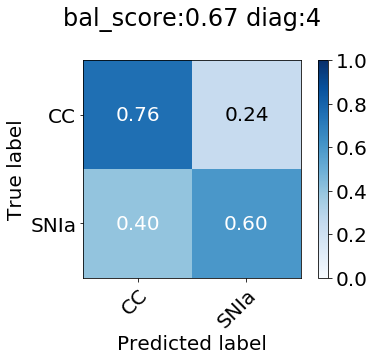 bal_score:0.67 diag:4
True label
CC
0.76
0.24
SNIa
0.40
0.60
CC
SNIa
Predicted label
1.0
0.8
0.6
0.4
0.2
0.0